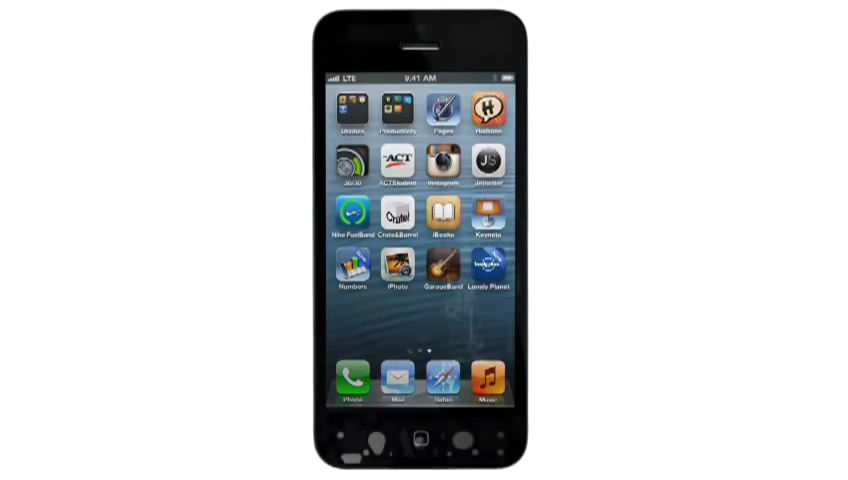 LTE 9:41 AM
Utilities Productivity Pages Halftone
30/30 ACT ACTStudent Instagram JS
Nike FuelBand Crate&Barrel iBooks Keynote
Numbers iPhoto GarageBand Lonely Planet
Phone Mail Safari Music